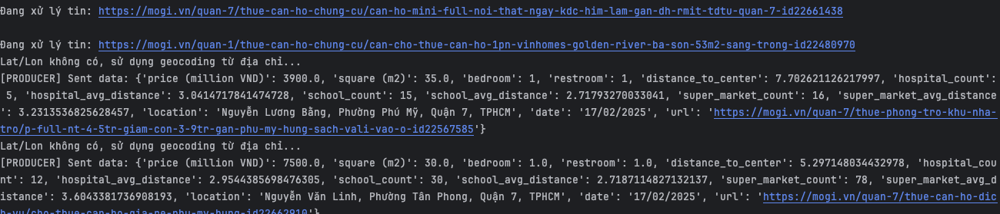 Đang xử lý tin: https://mogi.vn/quan-7/thue-can-ho-chung-cu/can-ho-mini-full-noi-that-ngay-kdc-him-lam-gan-dh-rmit-tdtu-quan-7-id22661438
Đang xử lý tin: https://mogi.vn/quan-1/thue-can-ho-chung-cu/can-cho-thue-can-ho-1pn-vinhomes-golden-river-ba-son-53m2-sang-trong-id22480970
Lat/Lon không có, sử dụng geocoding từ địa chỉ...
[PRODUCER] Sent data: {'price (million VND)': 3900.0, 'square (m2)': 35.0, 'bedroom': 1, 'restroom': 1, 'distance_to_center': 7.702621126217997, 'hospital_count':
5, 'hospital_avg_distance': 3.0414717841474728, 'school_count': 15, 'school_avg_distance': 2.71793270033041, 'super_market_count': 16, 'super_market_avg_distance
': 3.2313536825628457, 'location': 'Nguyễn Lương Bằng, Phường Phú Mỹ, Quận 7, TPHCM', 'date': '17/02/2025', 'url': 'https://mogi.vn/quan-7/thue-phong-tro-khu-nha-
tro/p-full-nt-4-5tr-giam-con-3-9tr-gan-phu-my-hung-sach-vali-vao-o-id22567585'}
Lat/Lon không có, sử dụng geocoding từ địa chỉ...
[PRODUCER] Sent data: {'price (million VND)': 7500.0, 'square (m2)': 30.0, 'bedroom': 1.0, 'restroom': 1.0, 'distance_to_center': 5.297148034432978, 'hospital_cou
nt': 12, 'hospital_avg_distance': 2.9544385698476305, 'school_count': 30, 'school_avg_distance': 2.7187114827132137, 'super_market_count': 78, 'super_market_avg_d
istance': 3.6043381736908193, 'location': 'Nguyễn Văn Linh, Phường Tân Phong, Quận 7, TPHCM', 'date': '17/02/2025', 'url': 'https://mogi.vn/quan-7/thue-can-ho-dic
h-vu/cho-thue-can-ho-gia-re-phu-my-hung-id22662910'}